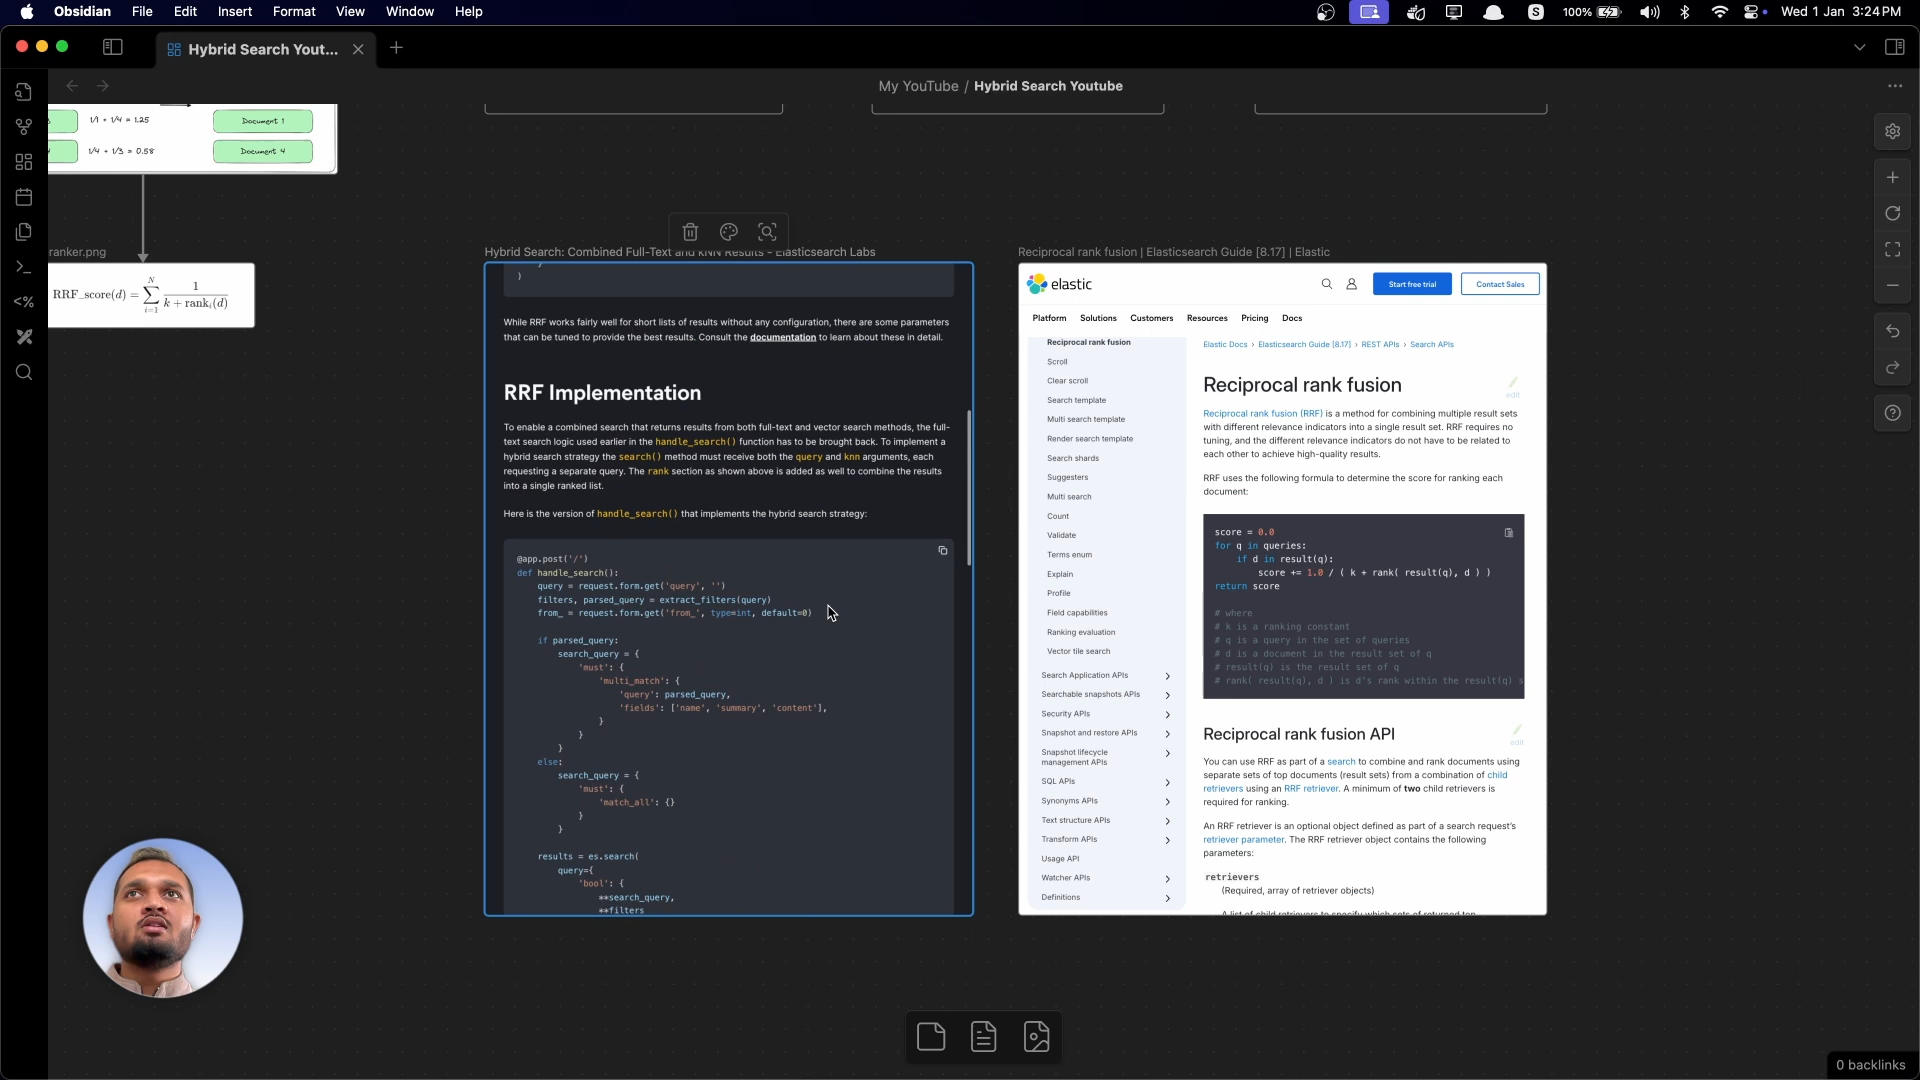 Obsidian File Edit Insert Format View Window Help
S 100% Wed 1 Jan 3:24 PM
Hybrid Search Yout...
My YouTube / Hybrid Search Youtube
1/1 + 1/4 = 1.25
Document 1
1/4 + 1/3 = 0.58
Document 4
ranker.png
RRF_score(d) = ∑ i=1 N 1 / k + rankᵢ(d)
Hybrid Search: Combined Full-Text and kNN Results - Elasticsearch Labs
)
While RRF works fairly well for short lists of results without any configuration, there are some parameters
that can be tuned to provide the best results. Consult the documentation to learn about these in detail.
RRF Implementation
To enable a combined search that returns results from both full-text and vector search methods, the full-
text search logic used earlier in the handle_search() function has to be brought back. To implement a
hybrid search strategy the search() method must receive both the query and knn arguments, each
requesting a separate query. The rank section as shown above is added as well to combine the results
into a single ranked list.
Here is the version of handle_search() that implements the hybrid search strategy:
@app.post('/')
def handle_search():
query = request.form.get('query', '')
filters, parsed_query = extract_filters(query)
from_ = request.form.get('from_', type=int, default=0)
if parsed_query:
search_query = {
'must': {
'multi_match': {
'query': parsed_query,
'fields': ['name', 'summary', 'content'],
}
}
}
else:
search_query = {
'must': {
'match_all': {}
}
}
results = es.search(
query={
'bool': {
**search_query,
**filters
Reciprocal rank fusion | Elasticsearch Guide [8.17] | Elastic
elastic
Start free trial
Contact Sales
Platform Solutions Customers Resources Pricing Docs
Reciprocal rank fusion
Scroll
Clear scroll
Search template
Multi search template
Render search template
Search shards
Suggesters
Multi search
Count
Validate
Terms enum
Explain
Profile
Field capabilities
Ranking evaluation
Vector tile search
Search Application APIs
Searchable snapshots APIs
Security APIs
Snapshot and restore APIs
Snapshot lifecycle
management APIs
SQL APIs
Synonyms APIs
Text structure APIs
Transform APIs
Usage API
Watcher APIs
Definitions
Elastic Docs › Elasticsearch Guide [8.17] › REST APIs › Search APIs
Reciprocal rank fusion
edit
Reciprocal rank fusion (RRF) is a method for combining multiple result sets
with different relevance indicators into a single result set. RRF requires no
tuning, and the different relevance indicators do not have to be related to
each other to achieve high-quality results.
RRF uses the following formula to determine the score for ranking each
document:
score = 0.0
for q in queries:
if d in result(q):
score += 1.0 / ( k + rank( result(q), d ) )
return score
# where
# k is a ranking constant
# q is a query in the set of queries
# d is a document in the result set of q
# result(q) is the result set of q
# rank( result(q), d ) is d's rank within the result(q) s
Reciprocal rank fusion API
edit
You can use RRF as part of a search to combine and rank documents using
separate sets of top documents (result sets) from a combination of child
retrievers using an RRF retriever. A minimum of two child retrievers is
required for ranking.
An RRF retriever is an optional object defined as part of a search request's
retriever parameter. The RRF retriever object contains the following
parameters:
retrievers
(Required, array of retriever objects)
A list of child retrievers to specify which sets of returned top
0 backlinks